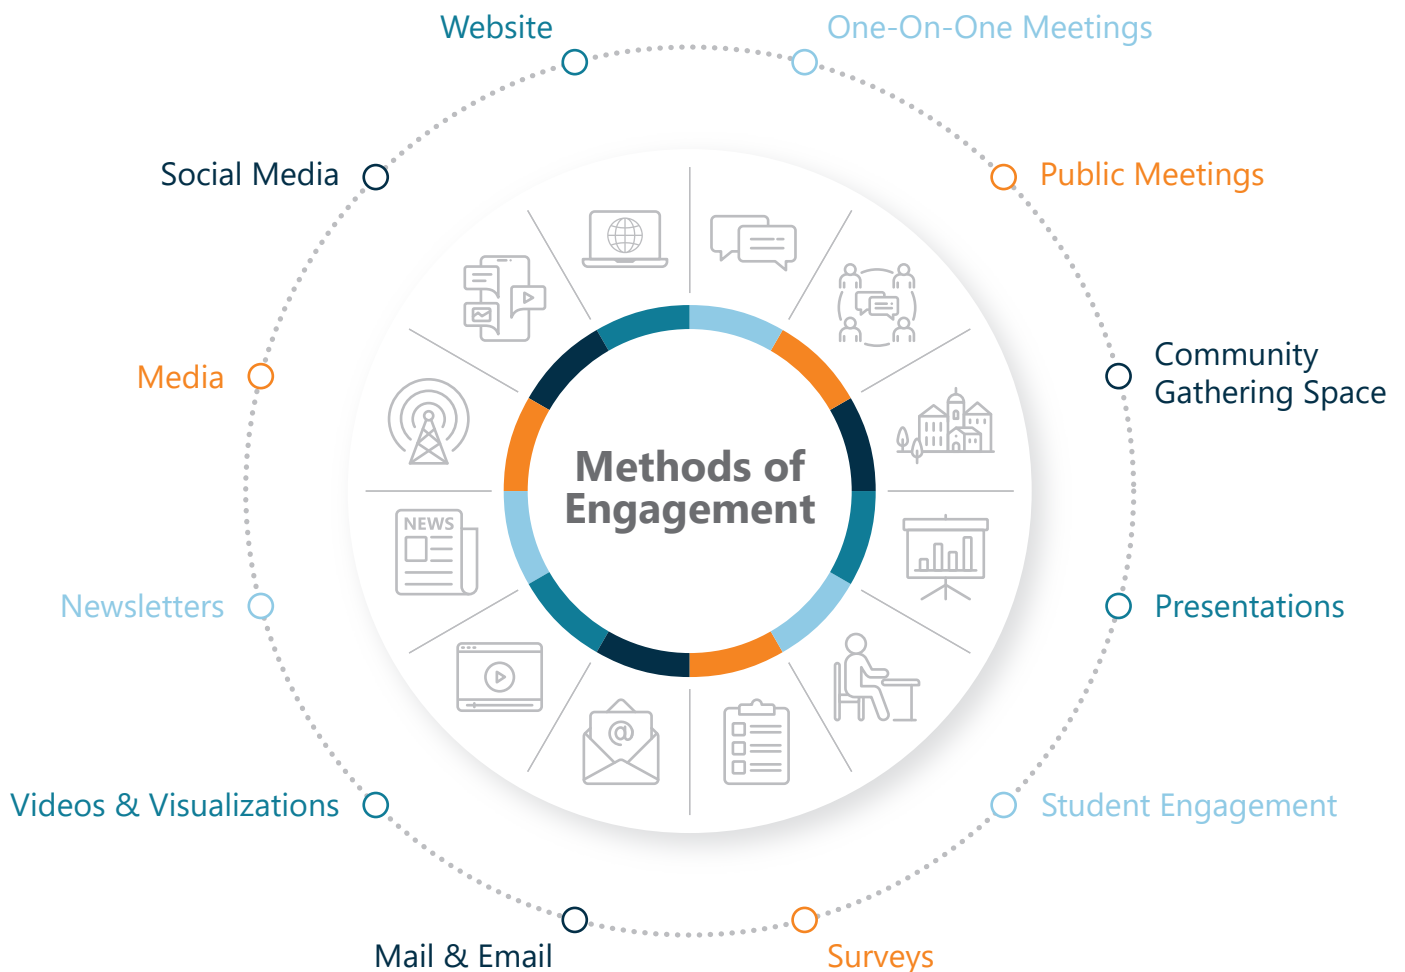 Website
One-On-One Meetings
Social Media
Public Meetings
Community
Gathering Space
Media
Methods of
Engagement
NEWS
Newsletters
Presentations
@
Videos & Visualizations
Student Engagement
Mail & Email
Surveys